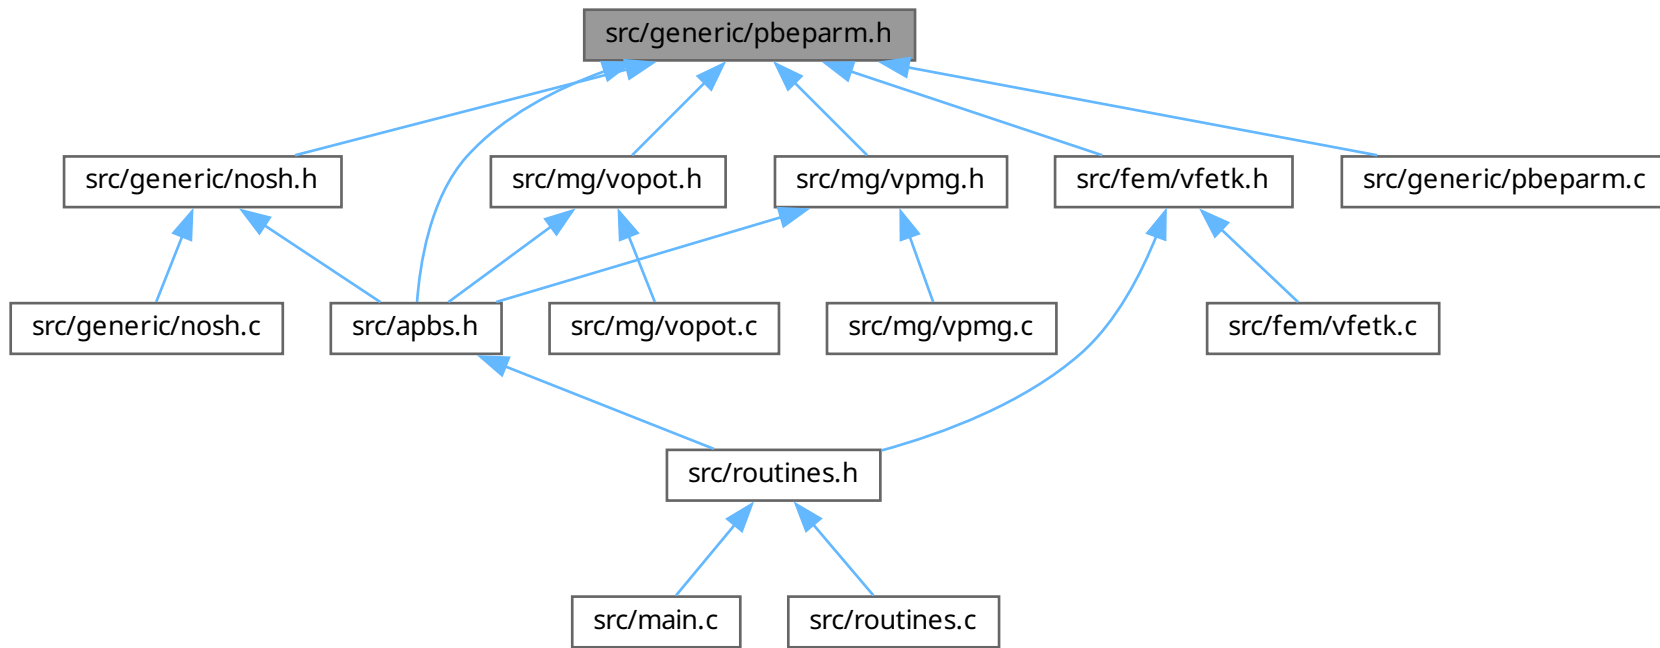 src/generic/pbeparm.h
src/generic/nosh.h
src/mg/vopot.h
src/mg/vpmg.h
src/fem/vfetk.h
src/generic/pbeparm.c
src/generic/nosh.c
src/apbs.h
src/mg/vopot.c
src/mg/vpmg.c
src/fem/vfetk.c
src/routines.h
src/main.c
src/routines.c